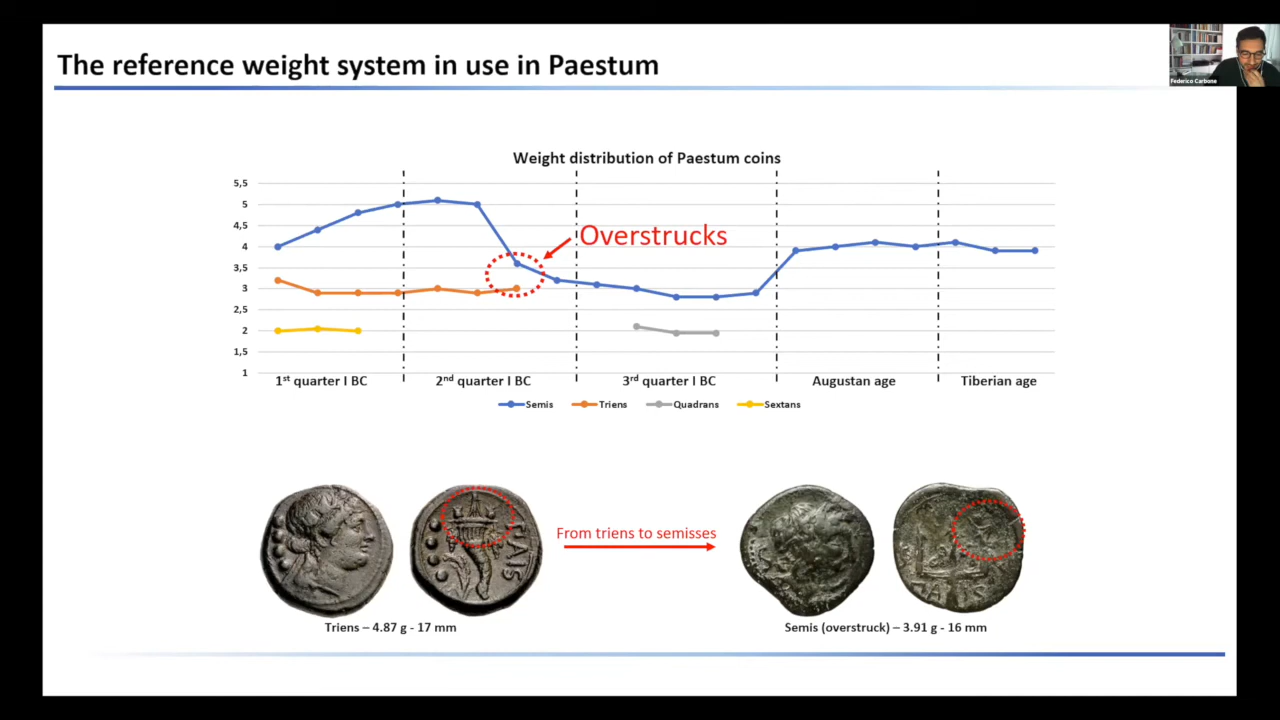 The reference weight system in use in Paestum
Federico Carbone
Weight distribution of Paestum coins
5,5
5
4,5
4
3,5
3
2,5
2
1,5
1
Overstrucks
1st quarter I BC
2nd quarter I BC
3rd quarter I BC
Augustan age
Tiberian age
Semis
Triens
Quadrans
Sextans
From triens to semisses
ΠAIS
Triens – 4.87 g - 17 mm
Semis (overstruck) – 3.91 g - 16 mm